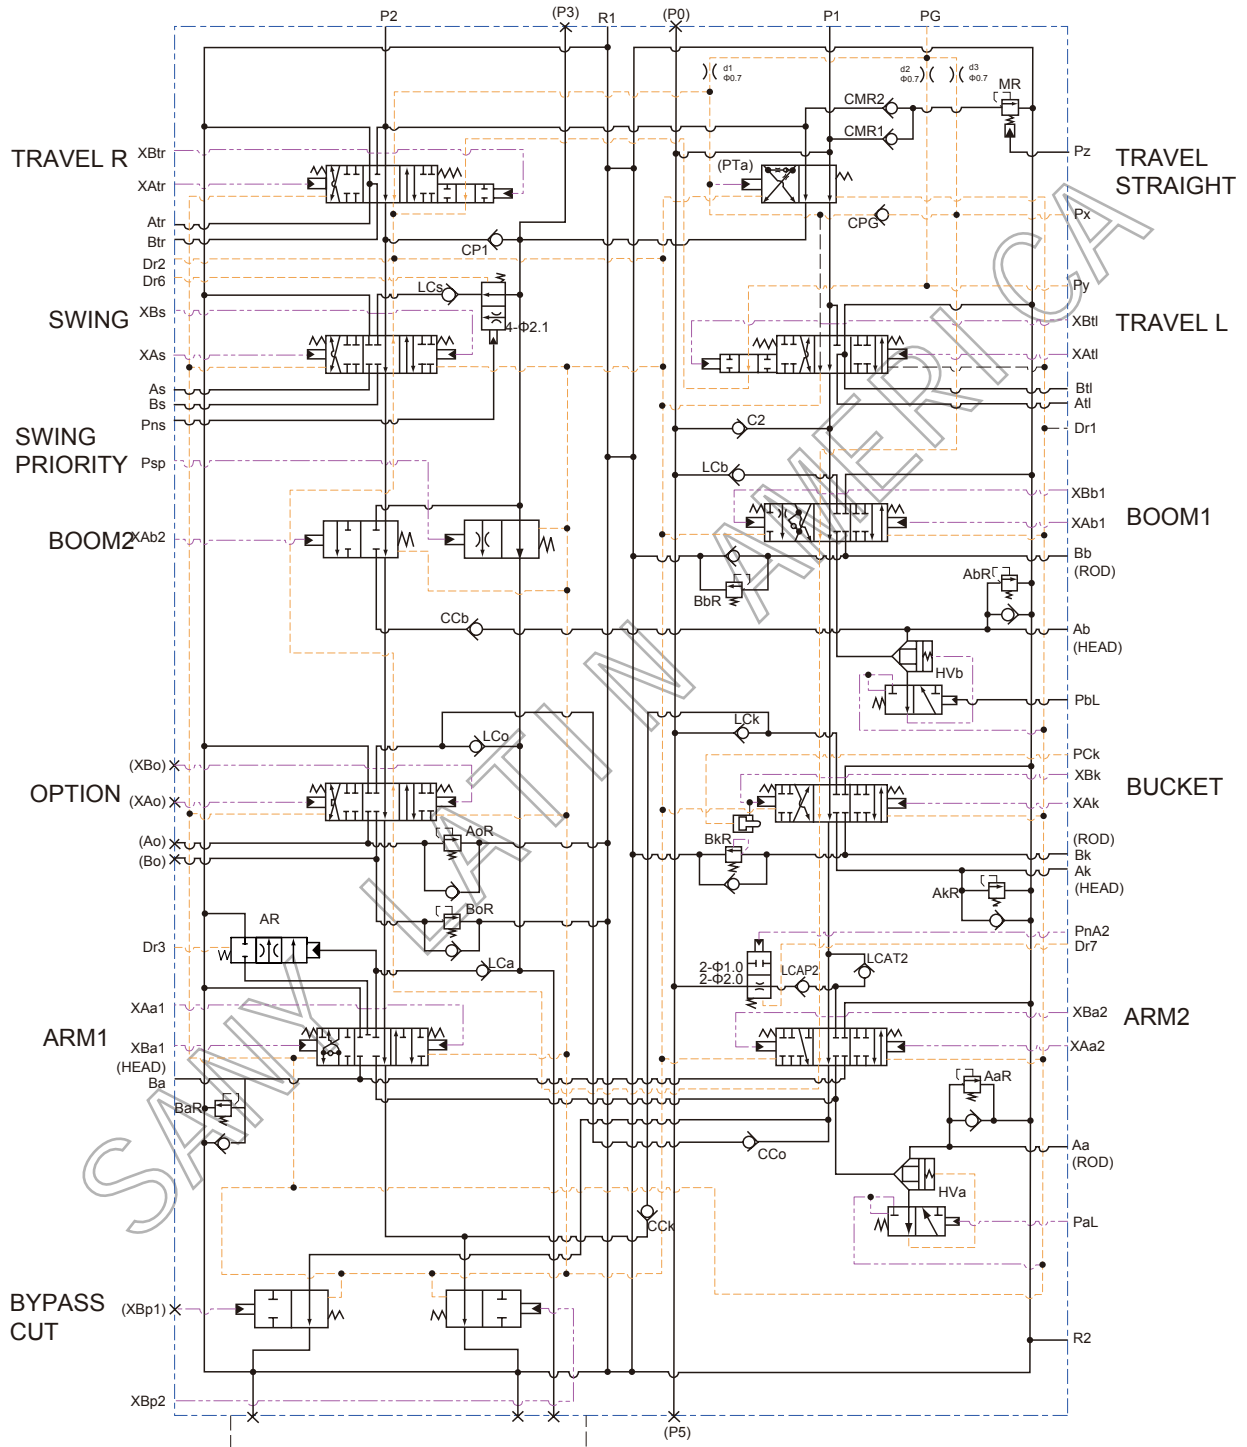 P2
(P3)
R1
(P0)
P1
PG
d1
Φ0.7
d2
Φ0.7
d3
Φ0.7
MR
CMR2
CMR1
Pz
TRAVEL R
XBtr
XAtr
Atr
Btr
Dr2
Dr6
(PTa)
TRAVEL
STRAIGHT
CPG
Px
CP1
LCs
4-Φ2.1
Py
SWING
XBs
XAs
As
Bs
Pns
XBtl
TRAVEL L
XAtl
Btl
Atl
Dr1
C2
SWING
PRIORITY
Psp
LCb
XBb1
BOOM1
XAb1
BOOM2
XAb2
Bb
(ROD)
BbR
AbR
CCb
Ab
(HEAD)
HVb
PbL
LCo
LCk
PCk
XBk
BUCKET
XAk
OPTION
(XBo)
(XAo)
(Ao)
(Bo)
AoR
BkR
(ROD)
Bk
Ak
(HEAD)
AkR
AR
BoR
Dr3
PnA2
Dr7
LCa
2-Φ1.0
2-Φ2.0
LCAP2
LCAT2
XAa1
ARM1
XBa1
(HEAD)
Ba
BaR
XBa2
ARM2
XAa2
AaR
CCo
Aa
(ROD)
HVa
CCk
PaL
BYPASS
CUT
(XBp1)
R2
XBp2
(P5)
SANY LATIN AMERICA